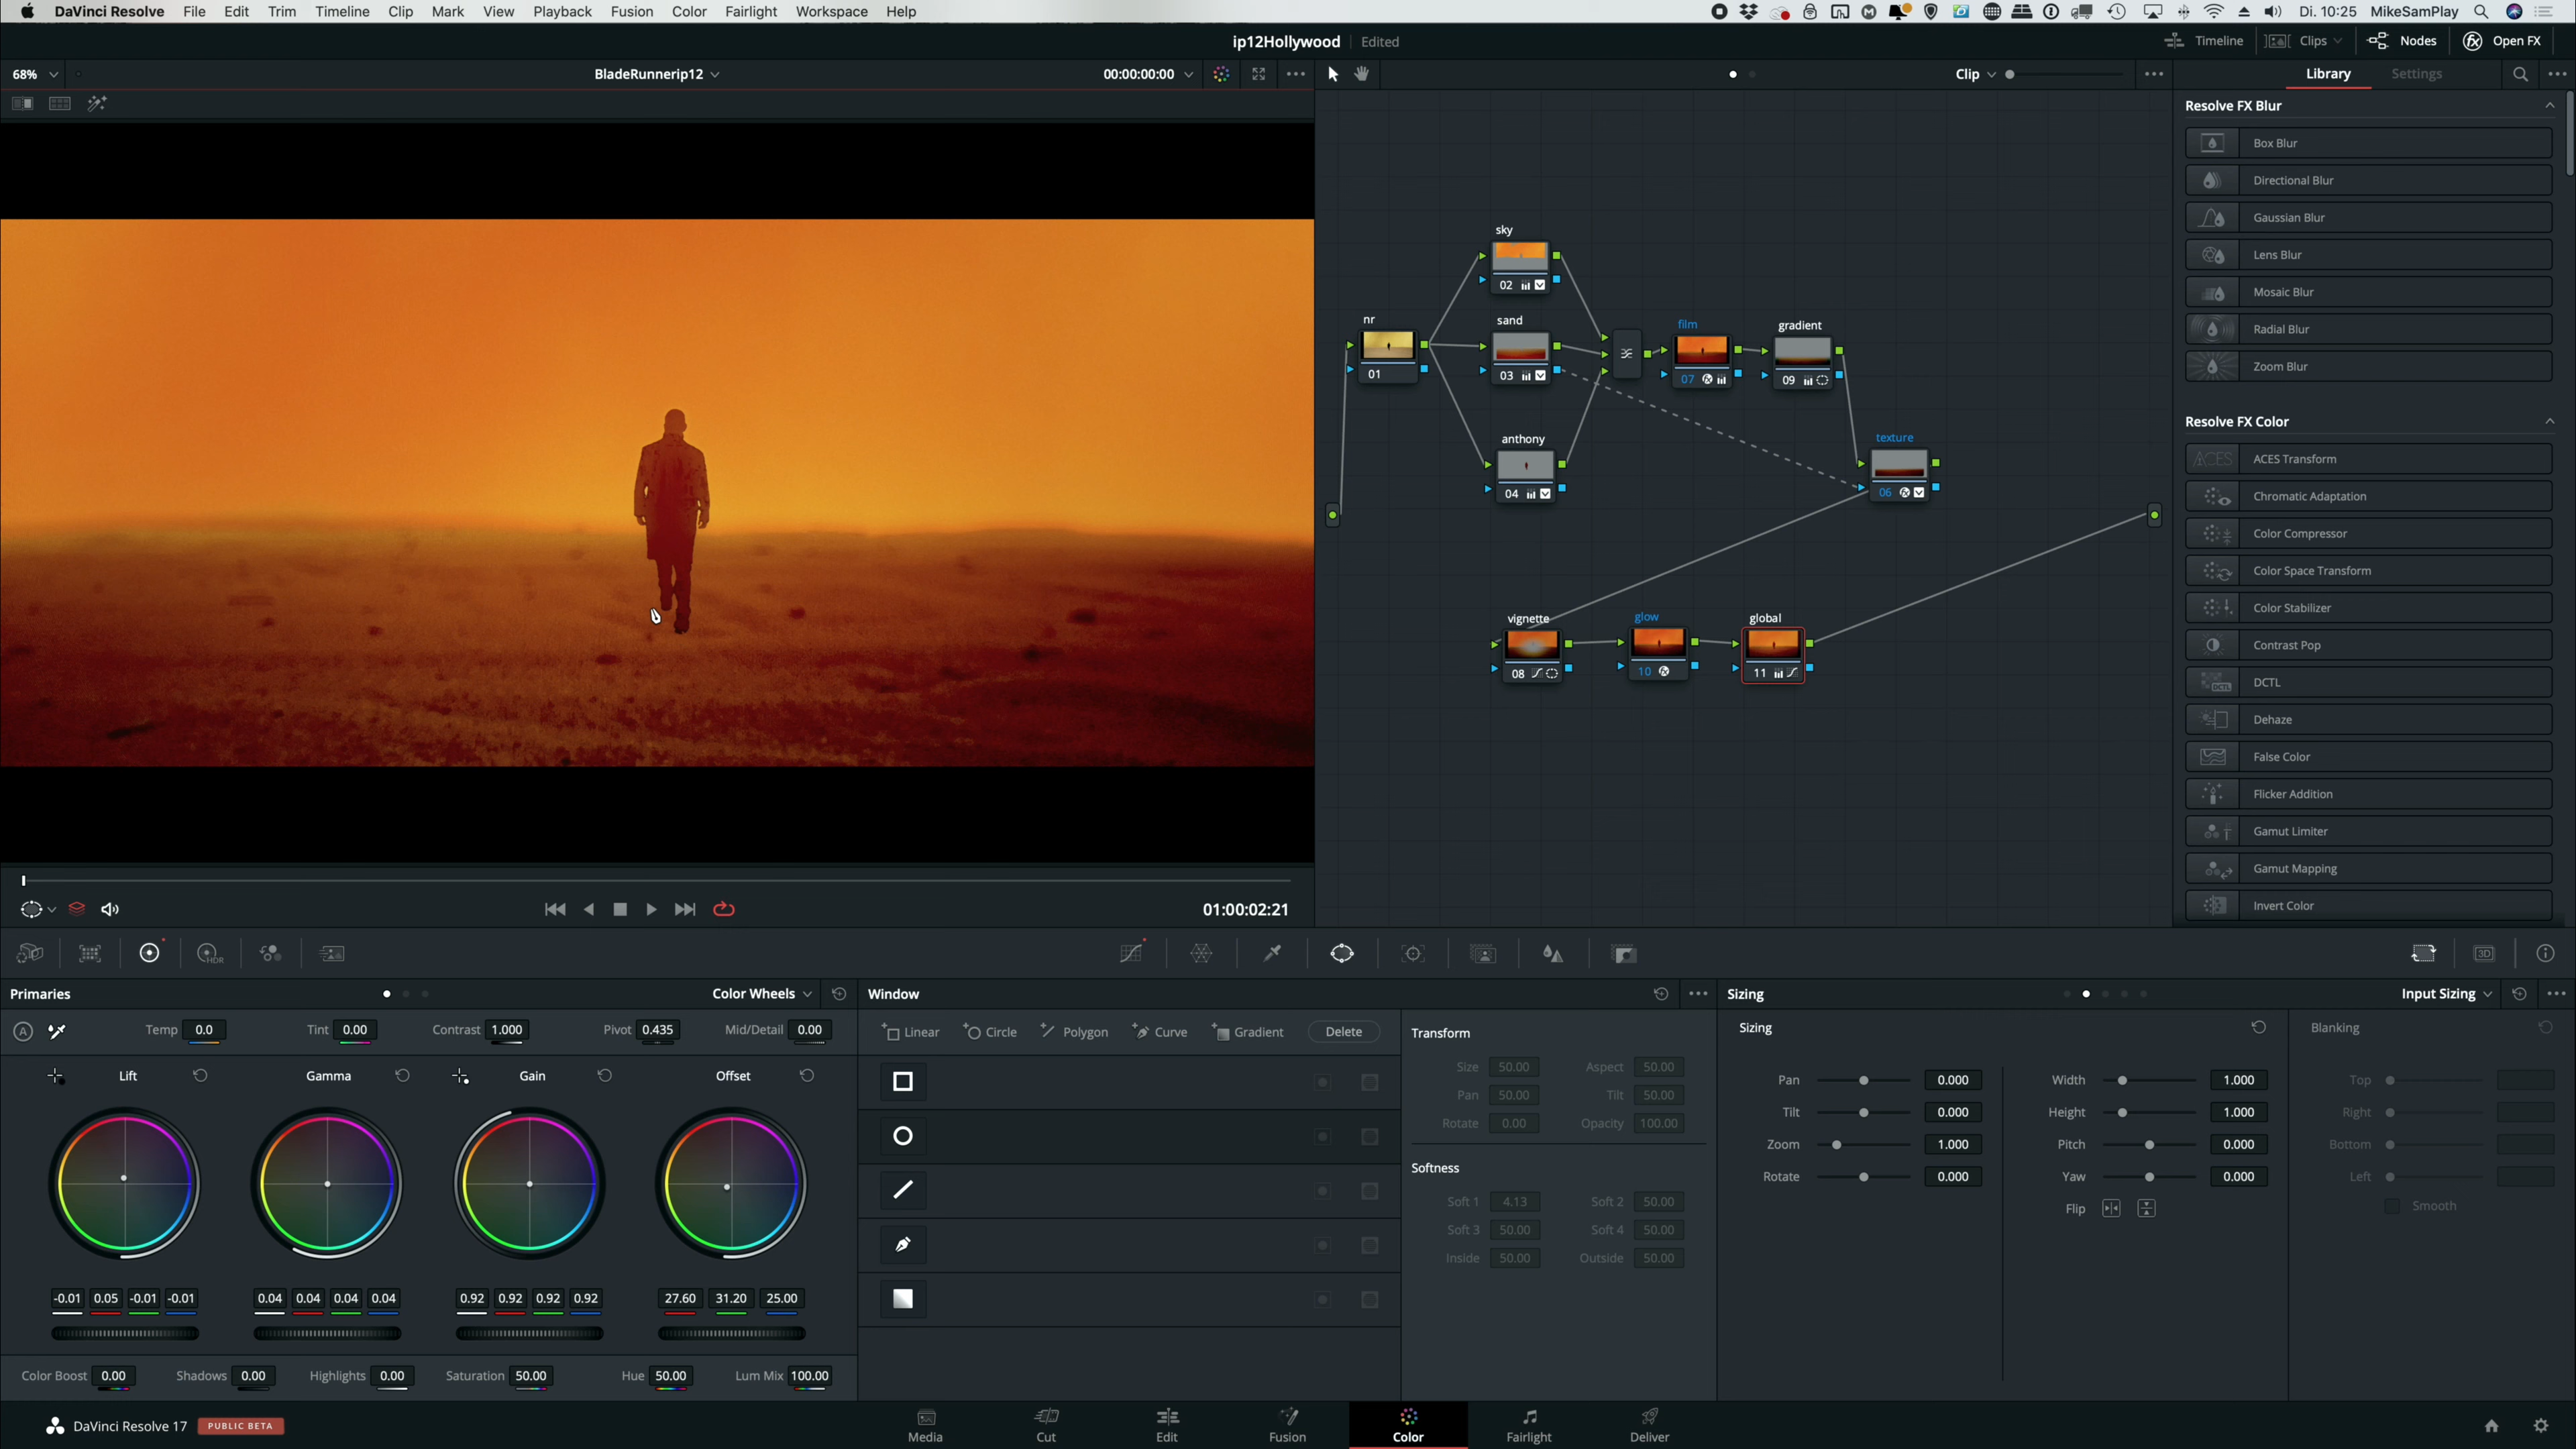 DaVinci Resolve File Edit Trim Timeline Clip Mark View Playback Fusion Color Fairlight Workspace Help Di. 10:25 MikeSamPlay
ip12Hollywood Edited Timeline Clips Nodes Open FX
68% BladeRunnerip12 00:00:00:00 Clip Library Settings
Resolve FX Blur
Box Blur
Directional Blur
Gaussian Blur
Lens Blur
Mosaic Blur
Radial Blur
Zoom Blur
Resolve FX Color
ACES ACES Transform
Chromatic Adaptation
Color Compressor
Color Space Transform
Color Stabilizer
Contrast Pop
DCTL DCTL
Dehaze
False Color
Flicker Addition
Gamut Limiter
Gamut Mapping
Invert Color
sky
02
nr
01
sand
03
film
07
gradient
09
anthony
04
texture
06
vignette
08
glow
10
global
11
01:00:02:21
HDR 3D
Primaries Color Wheels
Temp 0.0 Tint 0.00 Contrast 1.000 Pivot 0.435 Mid/Detail 0.00
A
Lift Gamma Gain Offset
-0.01 0.05 -0.01 -0.01 0.04 0.04 0.04 0.04 0.92 0.92 0.92 0.92 27.60 31.20 25.00
Color Boost 0.00 Shadows 0.00 Highlights 0.00 Saturation 50.00 Hue 50.00 Lum Mix 100.00
Window
Linear Circle Polygon Curve Gradient Delete
Transform
Size 50.00 Aspect 50.00
Pan 50.00 Tilt 50.00
Rotate 0.00 Opacity 100.00
Softness
Soft 1 4.13 Soft 2 50.00
Soft 3 50.00 Soft 4 50.00
Inside 50.00 Outside 50.00
Sizing Input Sizing
Sizing Blanking
Pan 0.000 Width 1.000 Top
Tilt 0.000 Height 1.000 Right
Zoom 1.000 Pitch 0.000 Bottom
Rotate 0.000 Yaw 0.000 Left
Flip Smooth
DaVinci Resolve 17 PUBLIC BETA
Media Cut Edit Fusion Color Fairlight Deliver